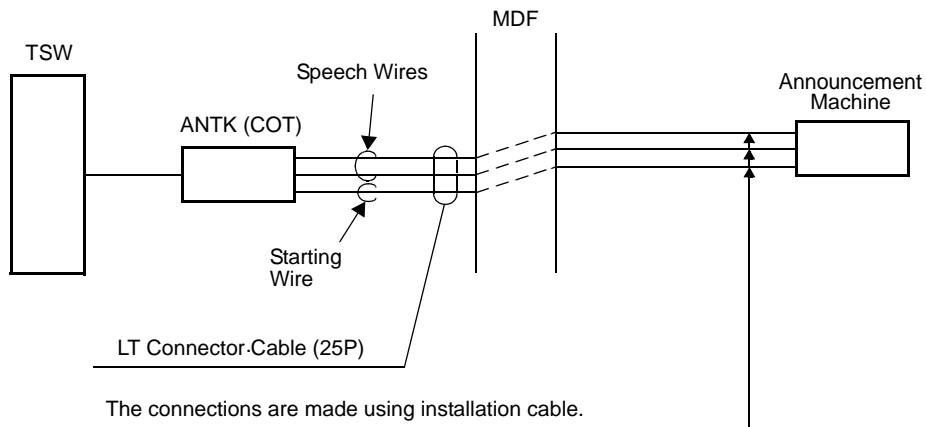 MDF
TSW
Speech Wires
Announcement
Machine
ANTK (COT)
Starting
Wire
LT Connector·Cable (25P)
The connections are made using installation cable.